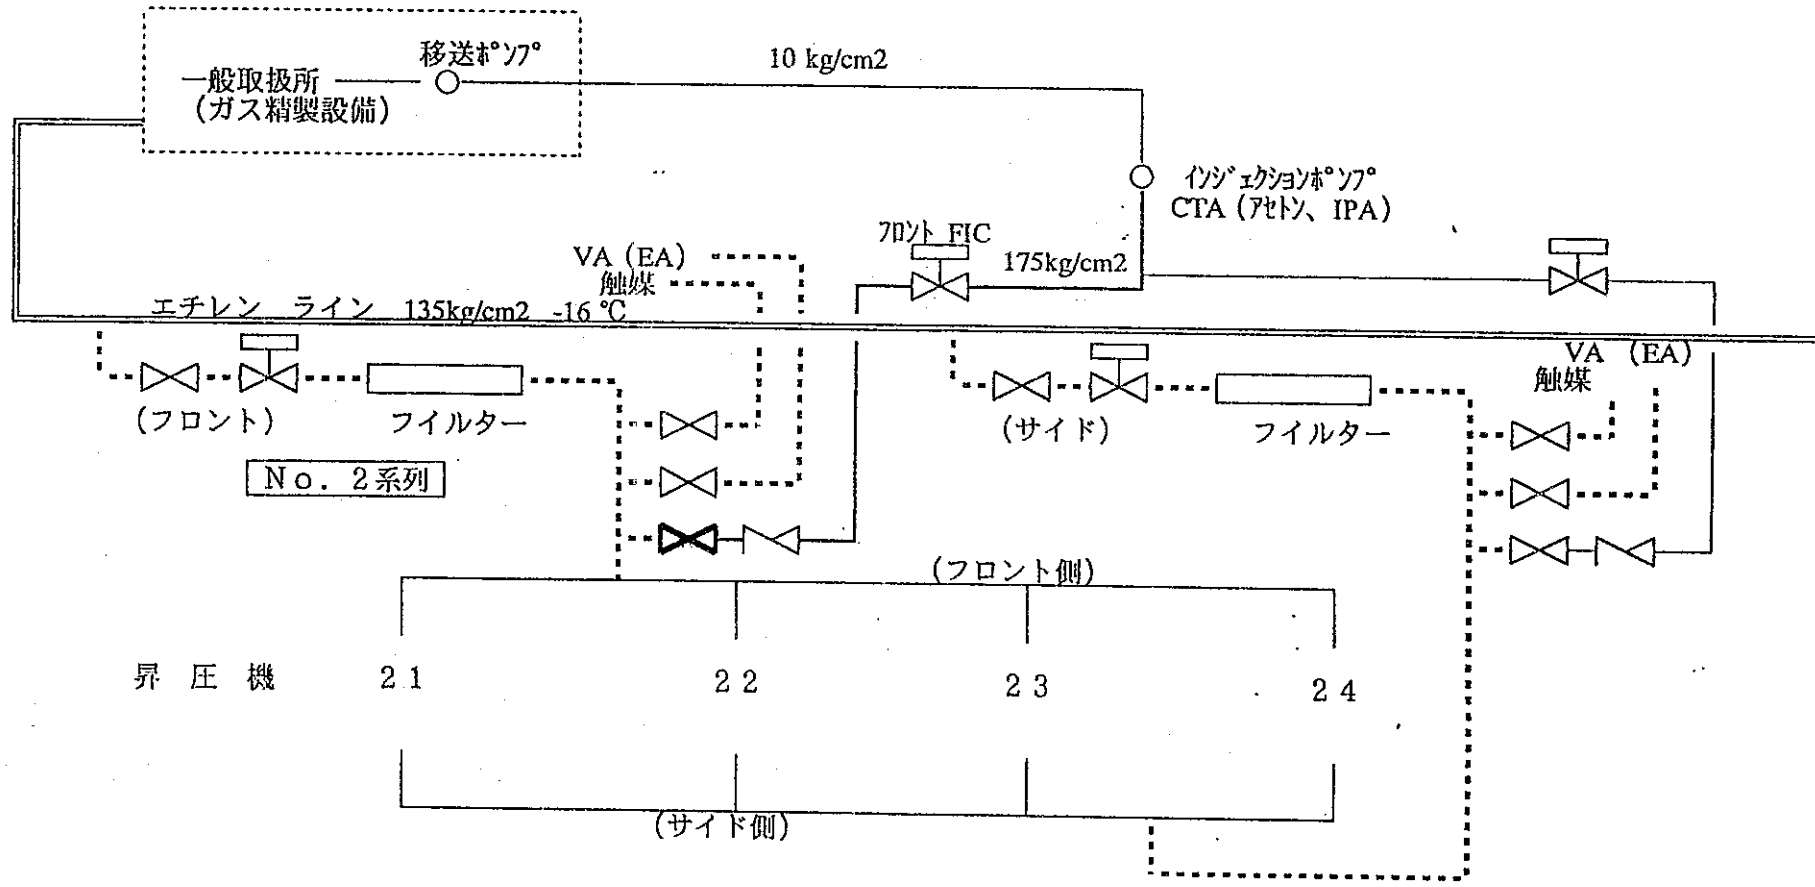 移送ﾎﾟﾝﾌﾟ
10 kg/cm2
一般取扱所
(ガス精製設備)
ｲﾝｼﾞｪｸｼｮﾝﾎﾟﾝﾌﾟ
CTA (ｱｾﾄﾝ、IPA)
ﾌﾛﾝﾄ FIC
VA (EA)
175kg/cm2
触媒
エチレン ライン 135kg/cm2 -16 ℃
VA (EA)
触媒
(フロント)
フイルター
(サイド)
フイルター
No. 2系列
(フロント側)
昇 圧 機 21 22 23 24
(サイド側)